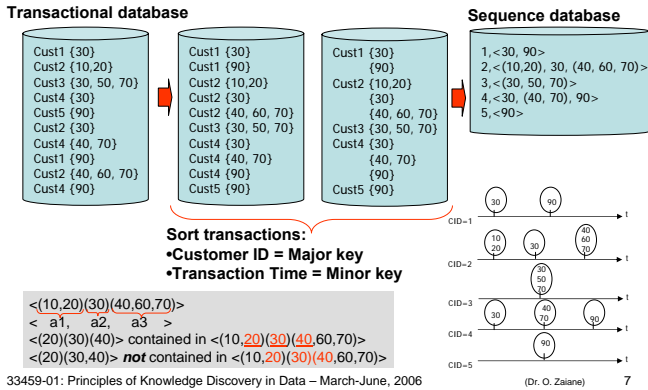 Transactional database
Sequence database
Cust1 {30}
Cust2 {10,20}
Cust3 {30, 50, 70}
Cust4 {30}
Cust5 {90}
Cust2 {30}
Cust4 {40, 70}
Cust1 {90}
Cust2 {40, 60, 70}
Cust4 {90}
Cust1 {30}
Cust1 {90}
Cust2 {10,20}
Cust2 {30}
Cust2 {40, 60, 70}
Cust3 {30, 50, 70}
Cust4 {30}
Cust4 {40, 70}
Cust4 {90}
Cust5 {90}
Cust1 {30}
{90}
Cust2 {10,20}
{30}
{40, 60, 70}
Cust3 {30, 50, 70}
Cust4 {30}
{40, 70}
{90}
Cust5 {90}
1,<30, 90>
2,<(10,20), 30, (40, 60, 70)>
3,<(30, 50, 70)>
4,<30, (40, 70), 90>
5,<90>
Sort transactions:
•Customer ID = Major key
•Transaction Time = Minor key
30
90
t
CID=1
10
20
30
40
60
70
t
CID=2
30
50
70
t
CID=3
30
40
70
90
t
CID=4
90
t
CID=5
<(10,20)(30)(40,60,70)>
< a1, a2, a3 >
<(20)(30)(40)> contained in <(10,20)(30)(40,60,70)>
<(20)(30,40)> not contained in <(10,20)(30)(40,60,70)>
33459-01: Principles of Knowledge Discovery in Data – March-June, 2006
(Dr. O. Zaiane)
7